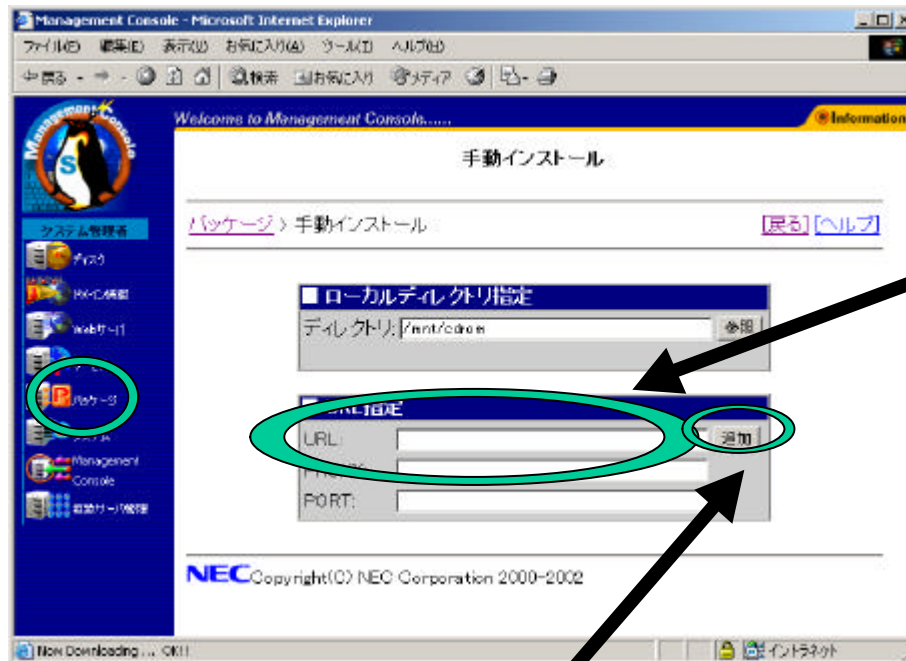 Management Console - Microsoft Internet Explorer
ファイル(F) 編集(E) 表示(V) お気に入り(A) ツール(T) ヘルプ(H)
戻る 検索 お気に入り メディア
Management Console
S
Welcome to Management Console......
Information
手動インストール
パッケージ > 手動インストール
[戻る] [ヘルプ]
システム管理者
ディスク
Webサーバ
パッケージ
Management
Console
■ ローカルディレクトリ指定
ディレクトリ: /mnt/cdrom 参照
URL指定
URL: 追加
PORT:
NEC Copyright(C) NEC Corporation 2000-2002
Now Downloading ... OK!!
イントラネット